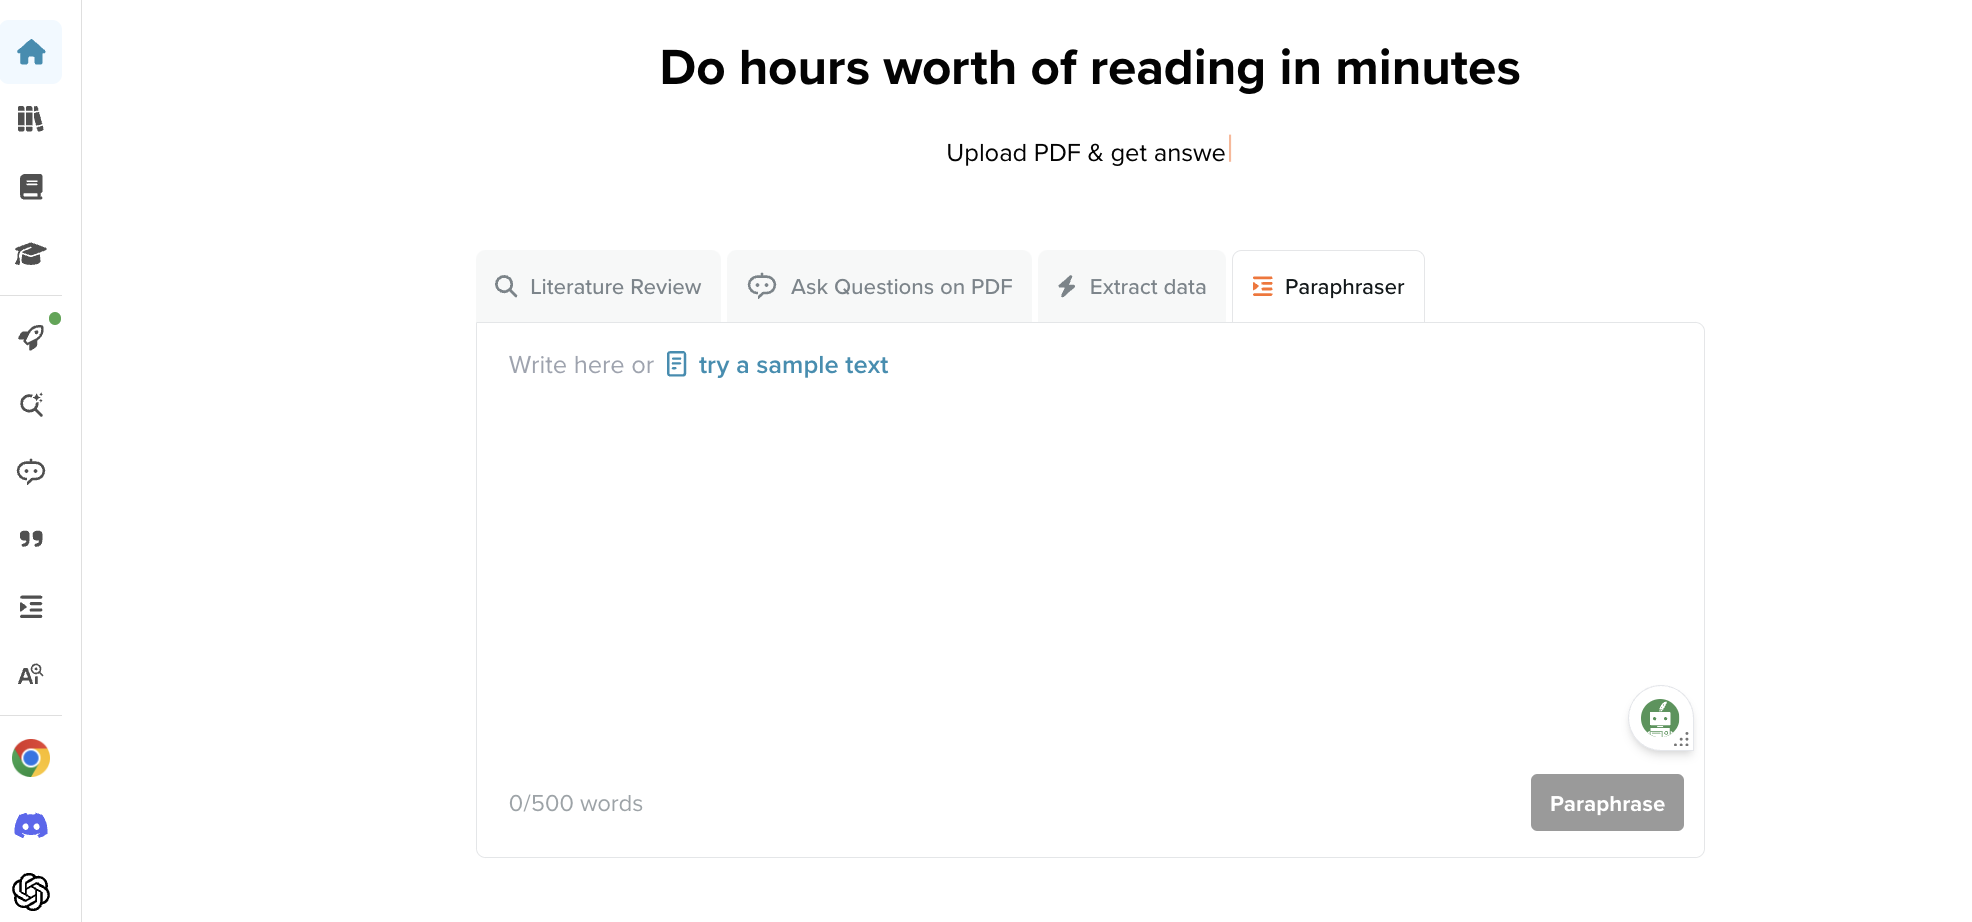 Do hours worth of reading in minutes
Upload PDF & get answe
Literature Review
Ask Questions on PDF
Extract data
Paraphraser
Write here or try a sample text
Ai
0/500 words
Paraphrase